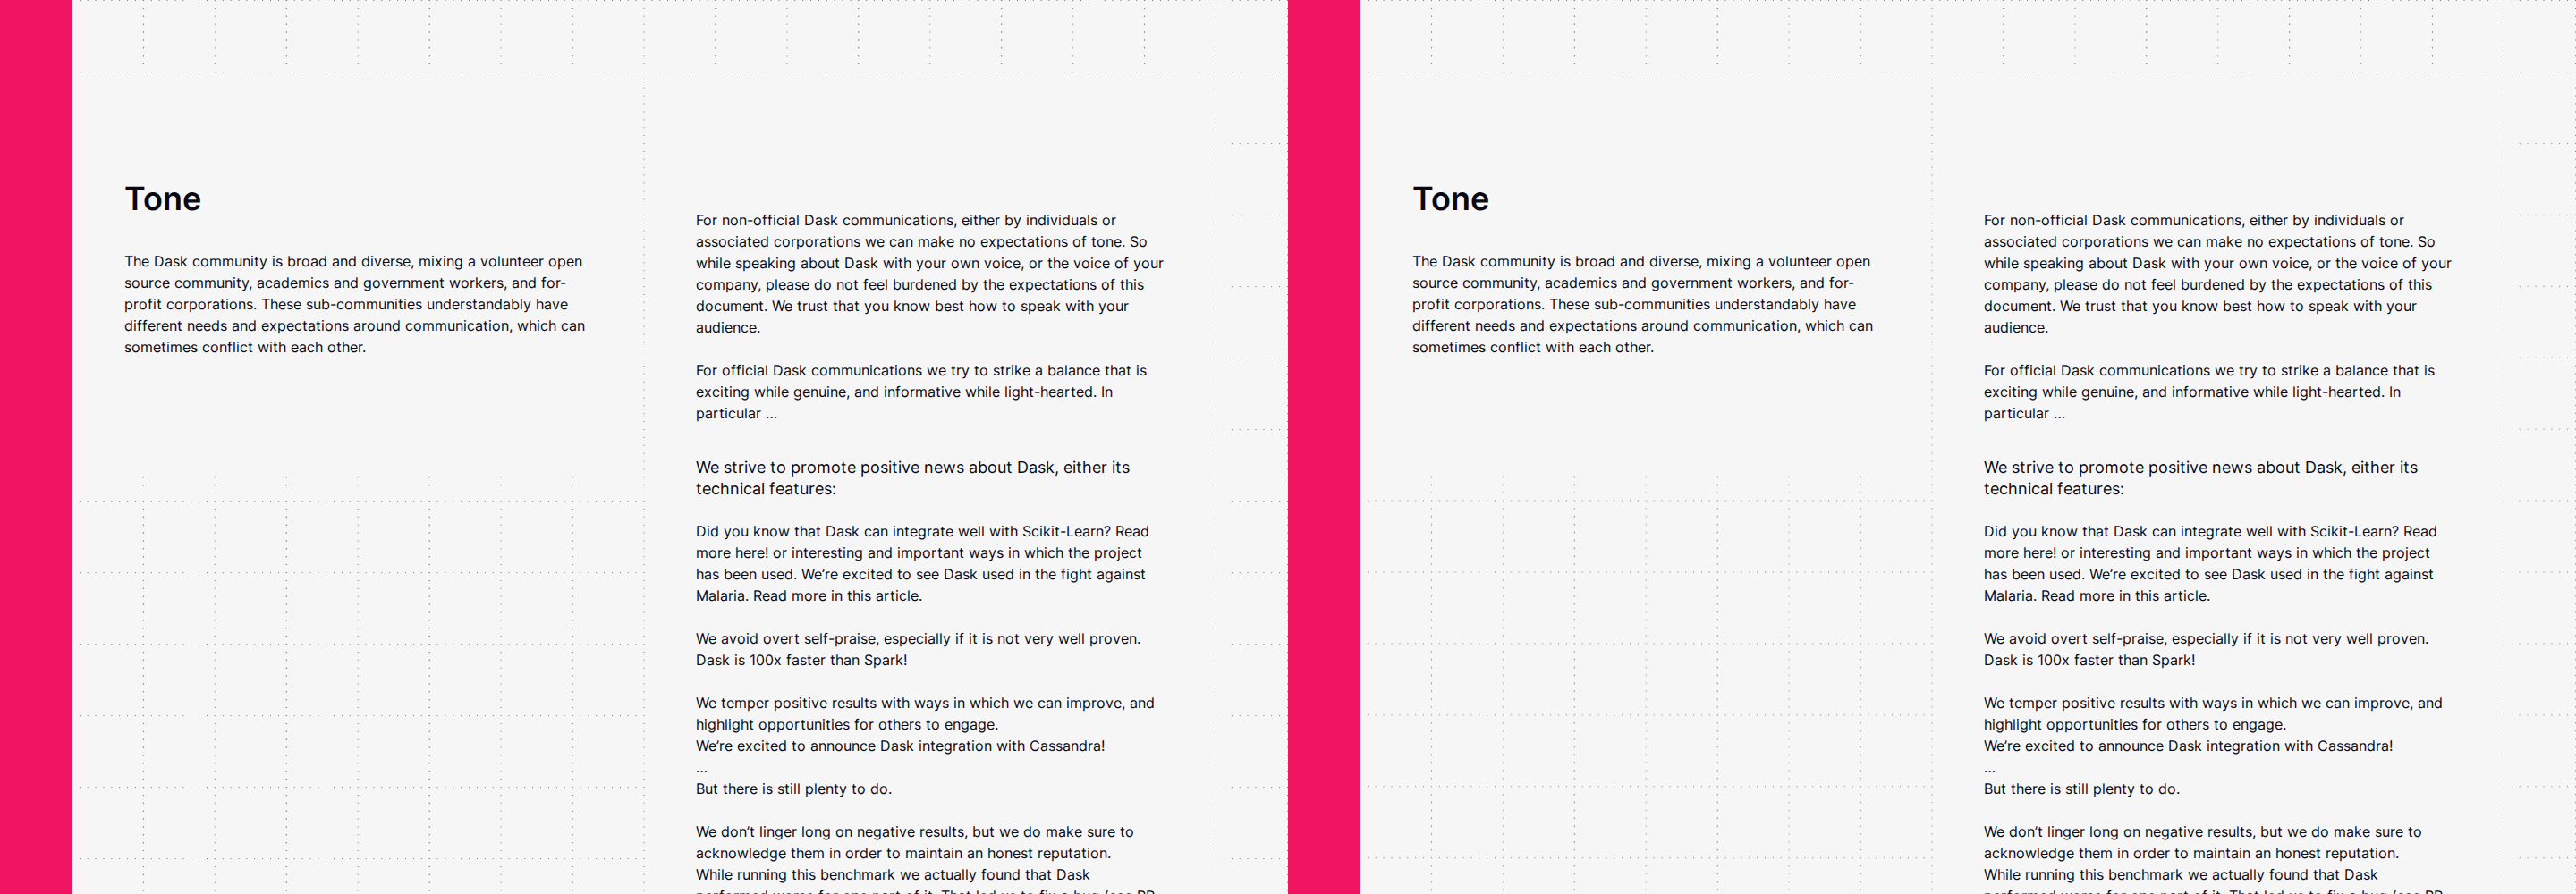 Tone
The Dask community is broad and diverse, mixing a volunteer open
source community, academics and government workers, and for-
profit corporations. These sub-communities understandably have
different needs and expectations around communication, which can
sometimes conflict with each other.
For non-official Dask communications, either by individuals or
associated corporations we can make no expectations of tone. So
while speaking about Dask with your own voice, or the voice of your
company, please do not feel burdened by the expectations of this
document. We trust that you know best how to speak with your
audience.
For official Dask communications we try to strike a balance that is
exciting while genuine, and informative while light-hearted. In
particular ...
We strive to promote positive news about Dask, either its
technical features:
Did you know that Dask can integrate well with Scikit-Learn? Read
more here! or interesting and important ways in which the project
has been used. We’re excited to see Dask used in the fight against
Malaria. Read more in this article.
We avoid overt self-praise, especially if it is not very well proven.
Dask is 100x faster than Spark!
We temper positive results with ways in which we can improve, and
highlight opportunities for others to engage.
We’re excited to announce Dask integration with Cassandra!
...
But there is still plenty to do.
We don’t linger long on negative results, but we do make sure to
acknowledge them in order to maintain an honest reputation.
While running this benchmark we actually found that Dask
Tone
The Dask community is broad and diverse, mixing a volunteer open
source community, academics and government workers, and for-
profit corporations. These sub-communities understandably have
different needs and expectations around communication, which can
sometimes conflict with each other.
For non-official Dask communications, either by individuals or
associated corporations we can make no expectations of tone. So
while speaking about Dask with your own voice, or the voice of your
company, please do not feel burdened by the expectations of this
document. We trust that you know best how to speak with your
audience.
For official Dask communications we try to strike a balance that is
exciting while genuine, and informative while light-hearted. In
particular ...
We strive to promote positive news about Dask, either its
technical features:
Did you know that Dask can integrate well with Scikit-Learn? Read
more here! or interesting and important ways in which the project
has been used. We’re excited to see Dask used in the fight against
Malaria. Read more in this article.
We avoid overt self-praise, especially if it is not very well proven.
Dask is 100x faster than Spark!
We temper positive results with ways in which we can improve, and
highlight opportunities for others to engage.
We’re excited to announce Dask integration with Cassandra!
...
But there is still plenty to do.
We don’t linger long on negative results, but we do make sure to
acknowledge them in order to maintain an honest reputation.
While running this benchmark we actually found that Dask